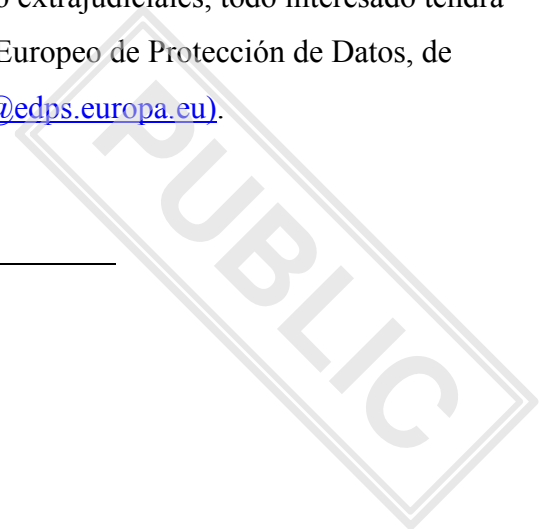 o extrajudiciales, todo interesado tendrá
Europeo de Protección de Datos, de
@edps.europa.eu).
PUBLIC